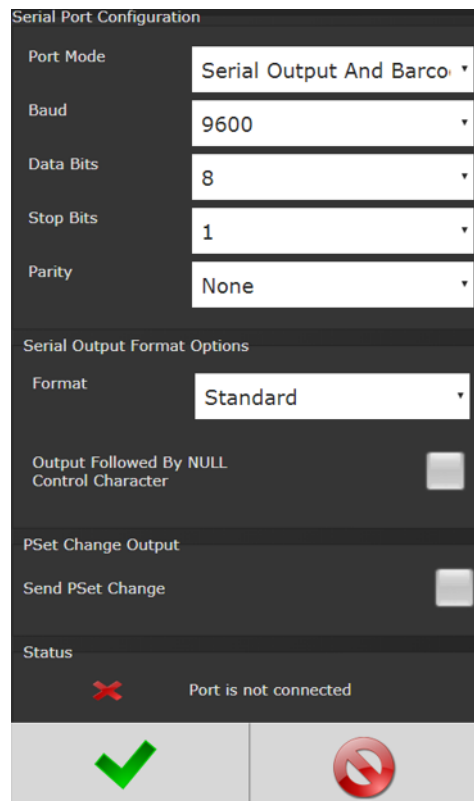 Serial Port Configuration
Port Mode
Serial Output And Barco
Baud
9600
Data Bits
8
Stop Bits
1
Parity
None
Serial Output Format Options
Format
Standard
Output Followed By NULL
Control Character
PSet Change Output
Send PSet Change
Status
Port is not connected